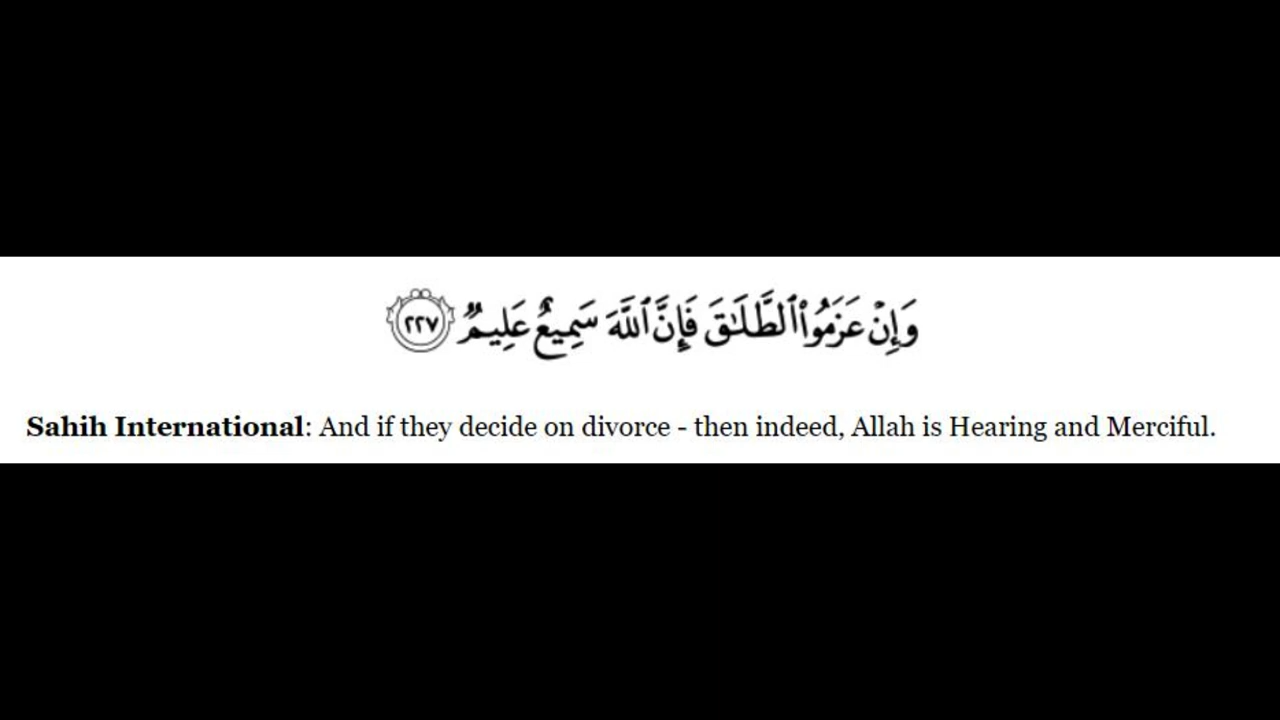 وَإِنْ عَزَمُوا۟ ٱلطَّلَـٰقَ فَإِنَّ ٱللَّهَ سَمِيعٌ عَلِيمٌ ٢٢٧
Sahih International: And if they decide on divorce - then indeed, Allah is Hearing and Merciful.